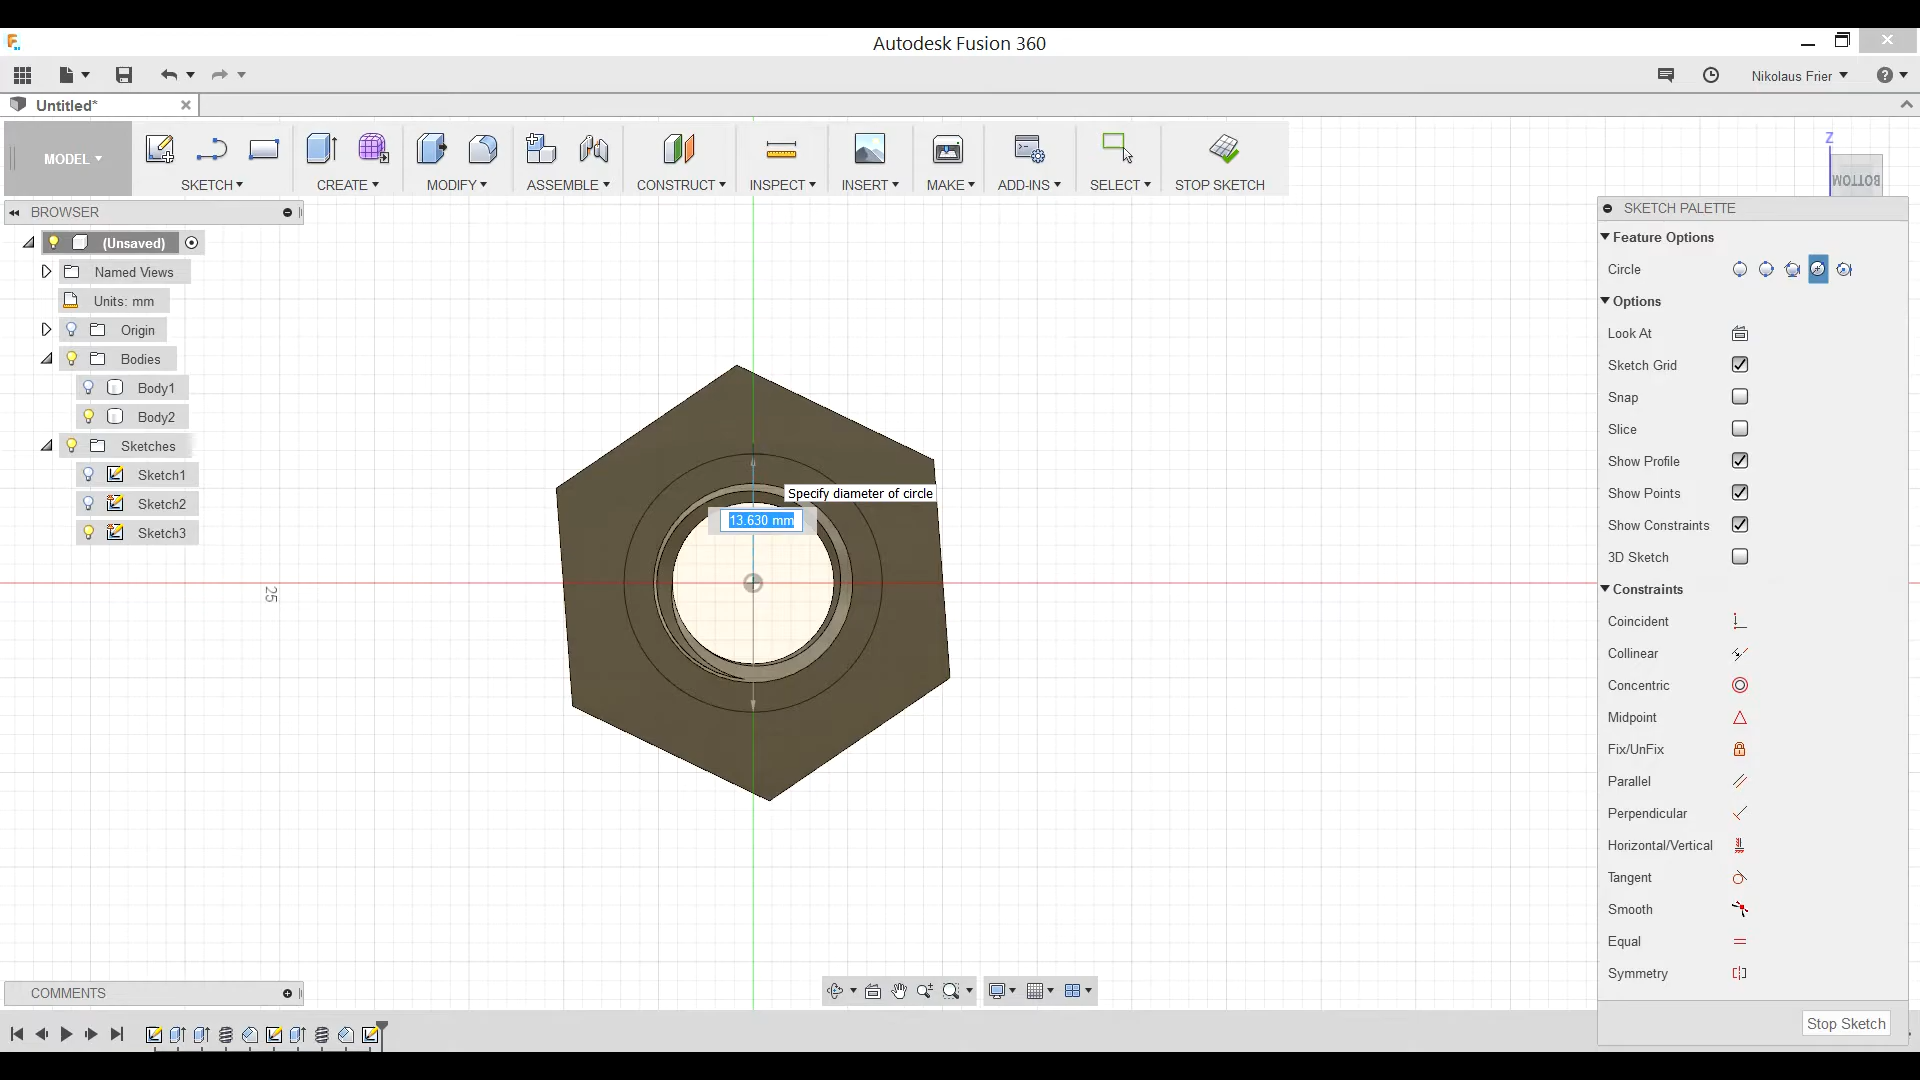 Autodesk Fusion 360
Nikolaus Frier
Untitled*
MODEL
SKETCH
CREATE
MODIFY
ASSEMBLE
CONSTRUCT
INSPECT
INSERT
MAKE
ADD-INS
SELECT
STOP SKETCH
Z
BOTTOM
BROWSER
(Unsaved)
Named Views
Units: mm
Origin
Bodies
Body1
Body2
Sketches
Sketch1
Sketch2
Sketch3
25
Specify diameter of circle
13.630 mm
SKETCH PALETTE
Feature Options
Circle
Options
Look At
Sketch Grid
Snap
Slice
Show Profile
Show Points
Show Constraints
3D Sketch
Constraints
Coincident
Collinear
Concentric
Midpoint
Fix/UnFix
Parallel
Perpendicular
Horizontal/Vertical
Tangent
Smooth
Equal
Symmetry
Stop Sketch
COMMENTS